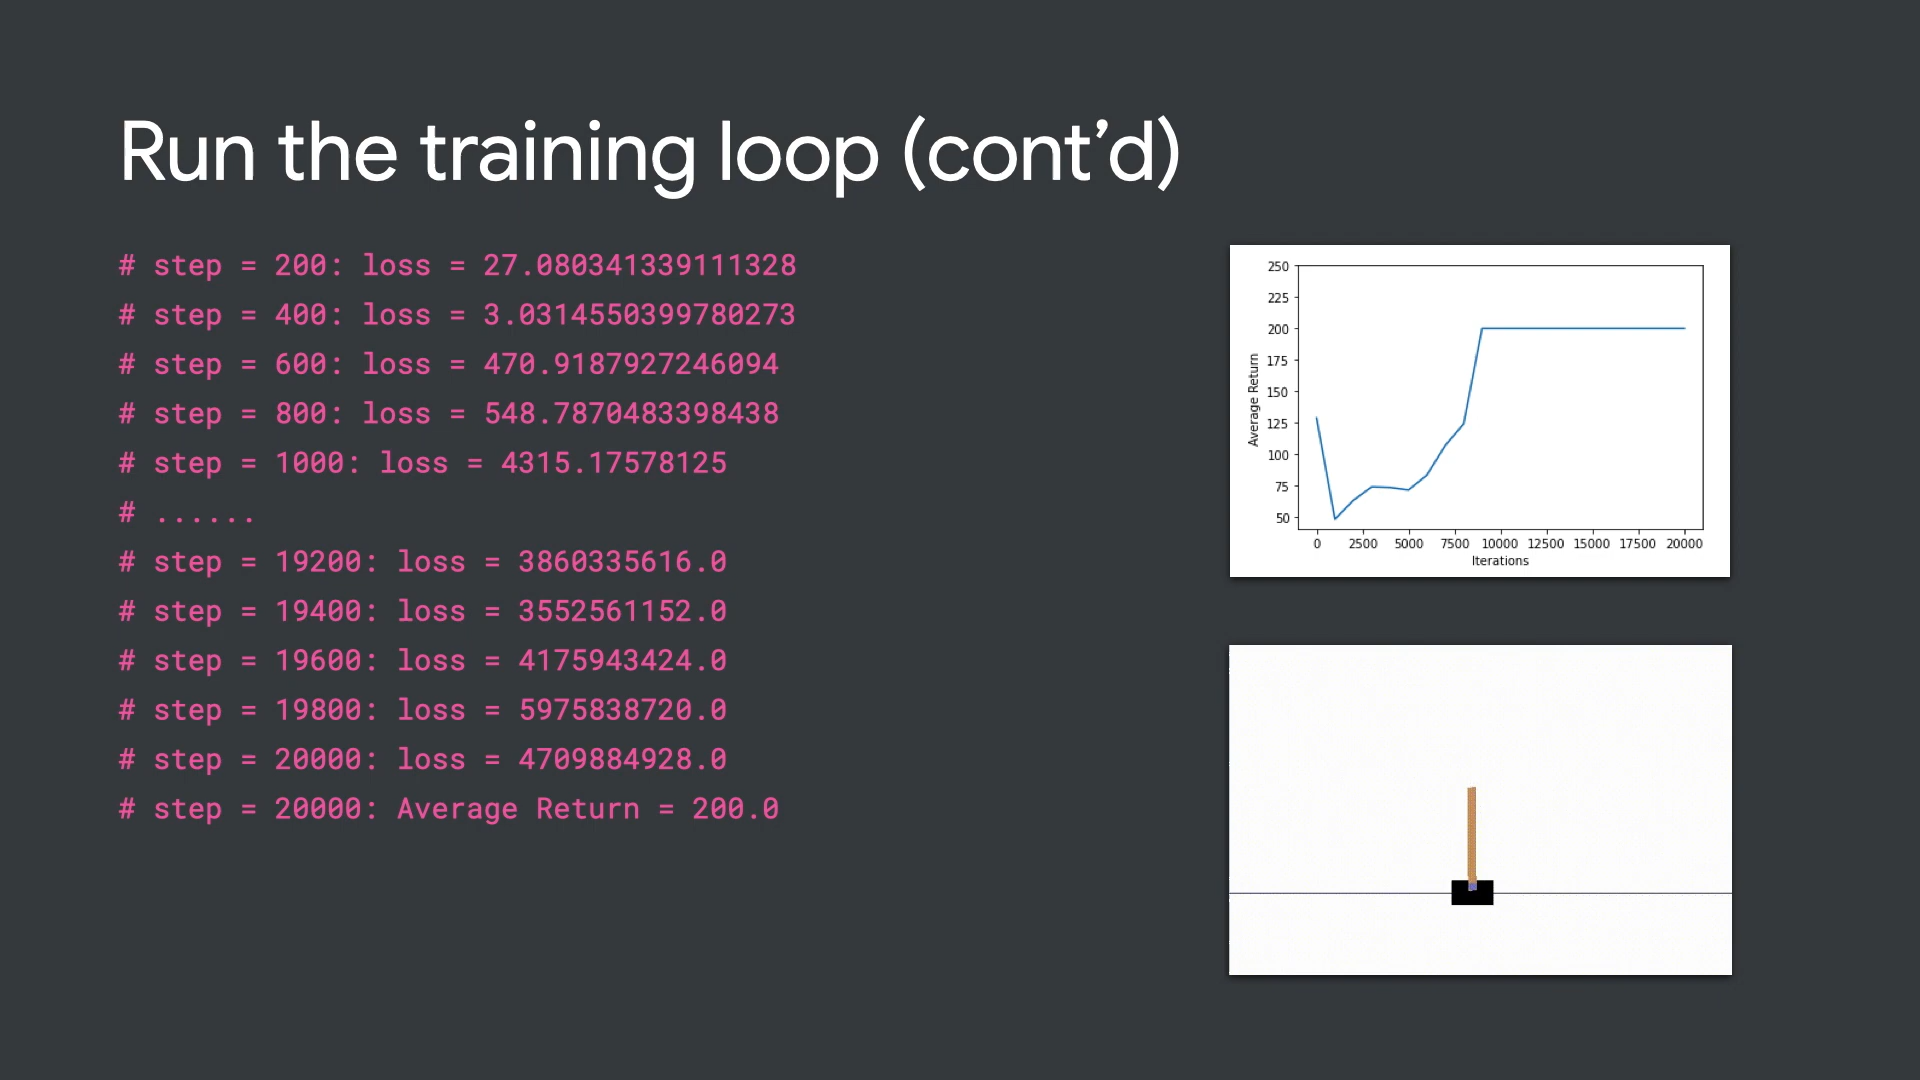 Run the training loop (cont’d)
# step = 200: loss = 27.080341339111328
# step = 400: loss = 3.0314550399780273
# step = 600: loss = 470.9187927246094
# step = 800: loss = 548.7870483398438
# step = 1000: loss = 4315.17578125
# ......
# step = 19200: loss = 3860335616.0
# step = 19400: loss = 3552561152.0
# step = 19600: loss = 4175943424.0
# step = 19800: loss = 5975838720.0
# step = 20000: loss = 4709884928.0
# step = 20000: Average Return = 200.0
Average Return
250
225
200
175
150
125
100
75
50
0 2500 5000 7500 10000 12500 15000 17500 20000
Iterations